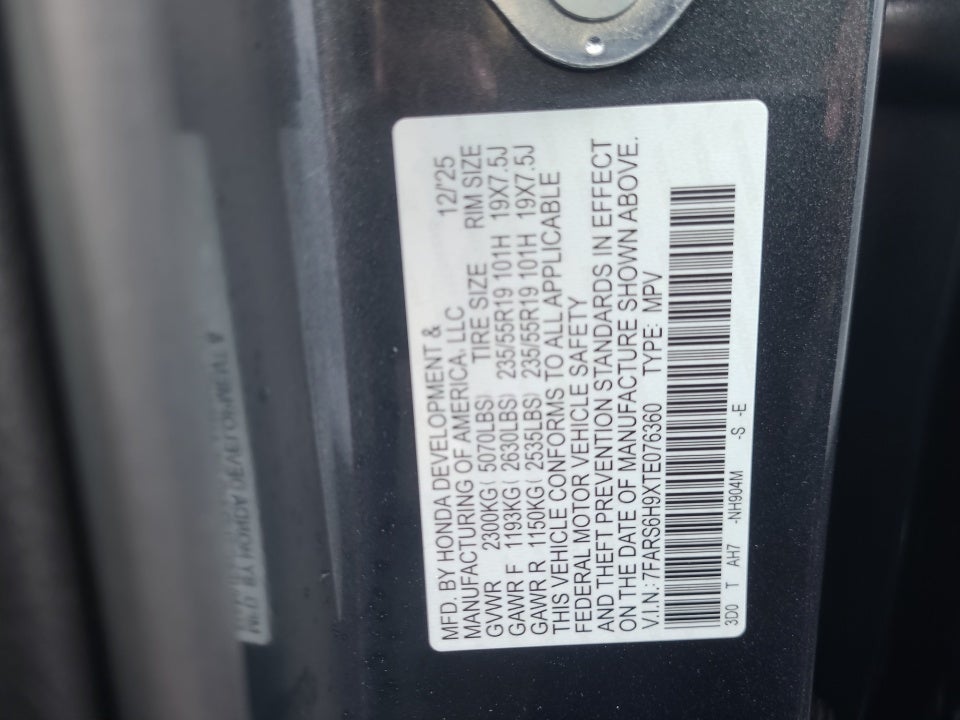 MFD. BY HONDA DEVELOPMENT &
MANUFACTURING OF AMERICA, LLC 12/'25
GVWR 2300KG( 5070LBS) TIRE SIZE RIM SIZE
GAWR F 1193KG( 2630LBS) 235/55R19 101H 19X7.5J
GAWR R 1150KG( 2535LBS) 235/55R19 101H 19X7.5J
THIS VEHICLE CONFORMS TO ALL APPLICABLE
FEDERAL MOTOR VEHICLE SAFETY
AND THEFT PREVENTION STANDARDS IN EFFECT
ON THE DATE OF MANUFACTURE SHOWN ABOVE.
V.I.N.: 7FARS6H9XTE076360 TYPE: MPV
3D0 T AH7 -NH904M -S -E